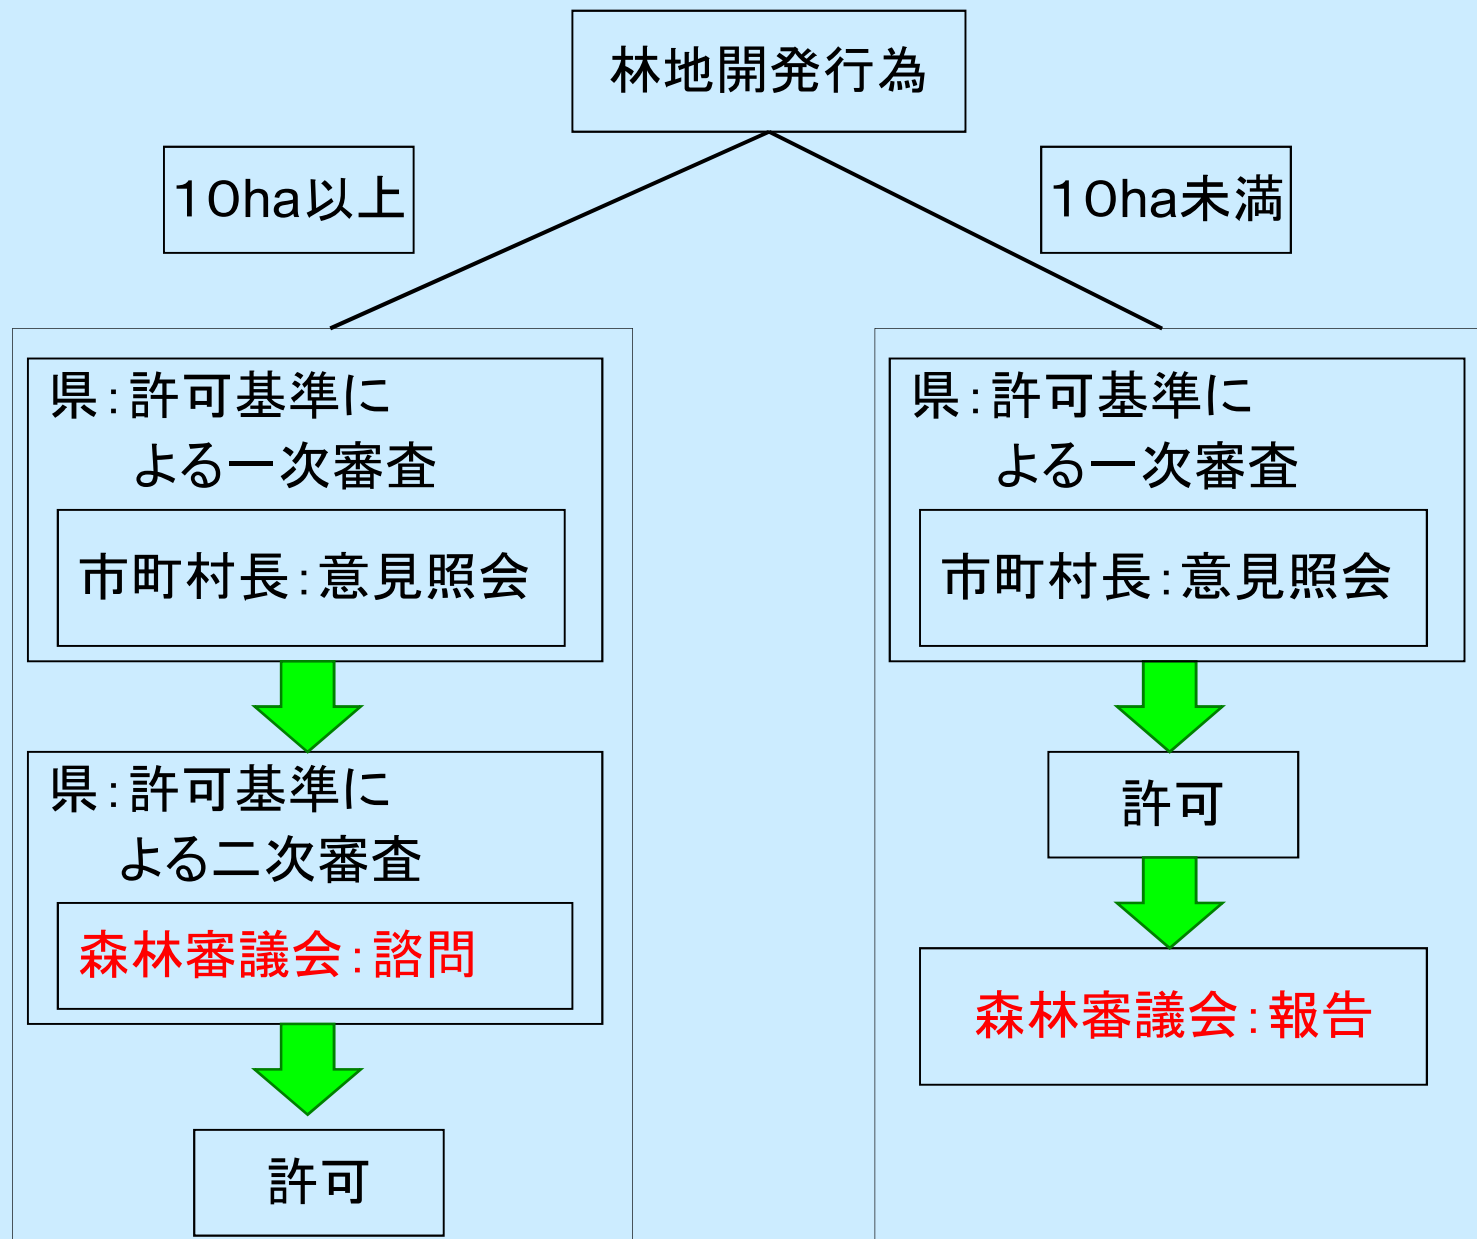 林地開発行為
10ha以上
10ha未満
県:許可基準に
よる一次審査
市町村長:意見照会
県:許可基準に
よる二次審査
森林審議会:諮問
許可
県:許可基準に
よる一次審査
市町村長:意見照会
許可
森林審議会:報告